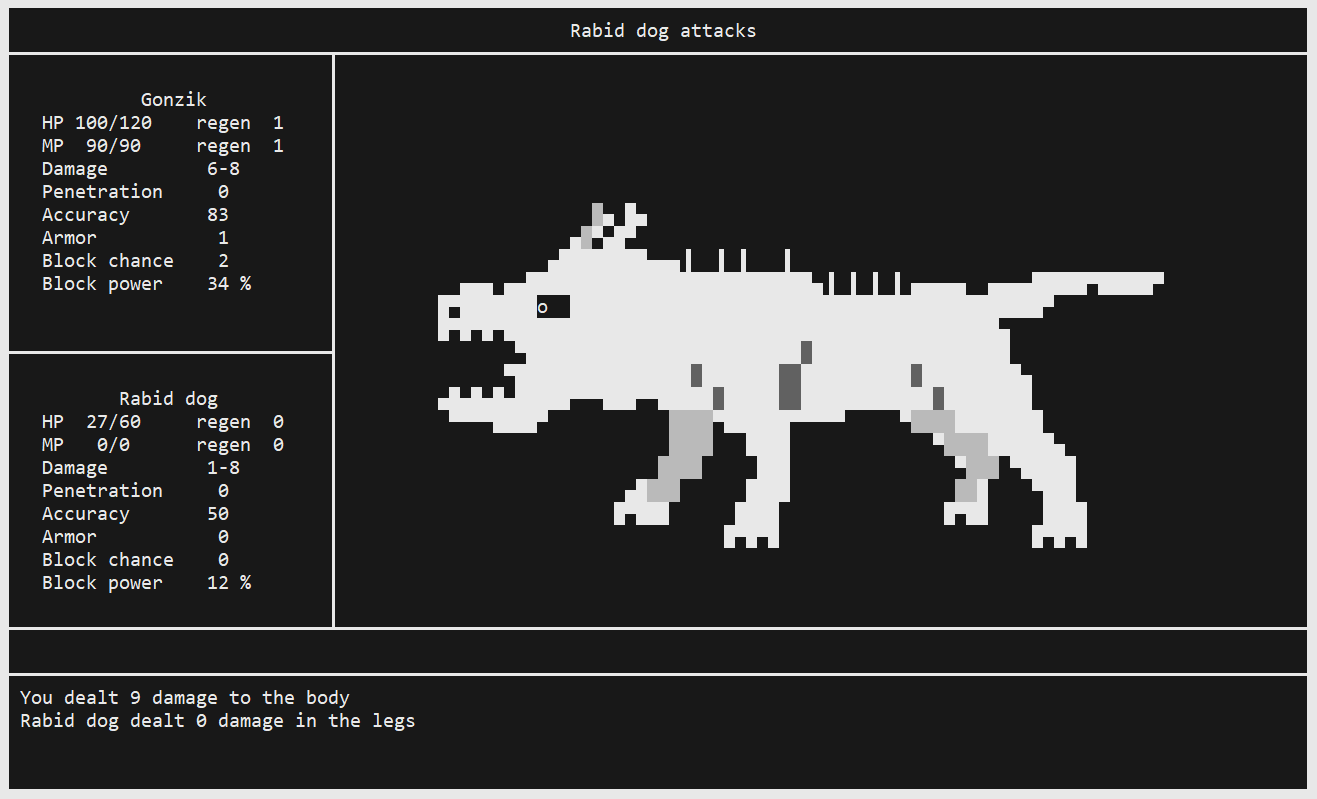 Rabid dog attacks
Gonzik
HP 100/120 regen 1
MP 90/90 regen 1
Damage 6-8
Penetration 0
Accuracy 83
Armor 1
Block chance 2
Block power 34 %
o
Rabid dog
HP 27/60 regen 0
MP 0/0 regen 0
Damage 1-8
Penetration 0
Accuracy 50
Armor 0
Block chance 0
Block power 12 %
You dealt 9 damage to the body
Rabid dog dealt 0 damage in the legs